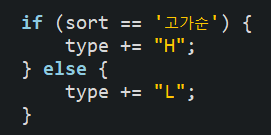 if (sort == '고가순') {
    type += "H";
} else {
    type += "L";
}